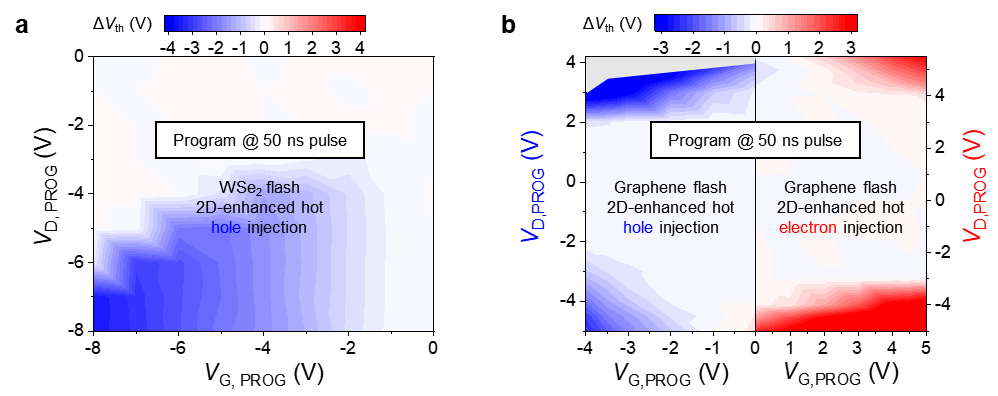 a
ΔVth (V)
-4 -3 -2 -1 0 1 2 3 4
0
-2
-4
-6
-8
VD, PROG (V)
Program @ 50 ns pulse
WSe2 flash
2D-enhanced hot
hole injection
-8 -6 -4 -2 0
VG, PROG (V)
b
ΔVth (V)
-3 -2 -1 0 1 2 3
4
2
0
-2
-4
VD,PROG (V)
Program @ 50 ns pulse
Graphene flash
2D-enhanced hot
hole injection
Graphene flash
2D-enhanced hot
electron injection
4
2
0
-2
-4
VD,PROG (V)
-4 -3 -2 -1 0 1 2 3 4 5
VG,PROG (V) VG,PROG (V)